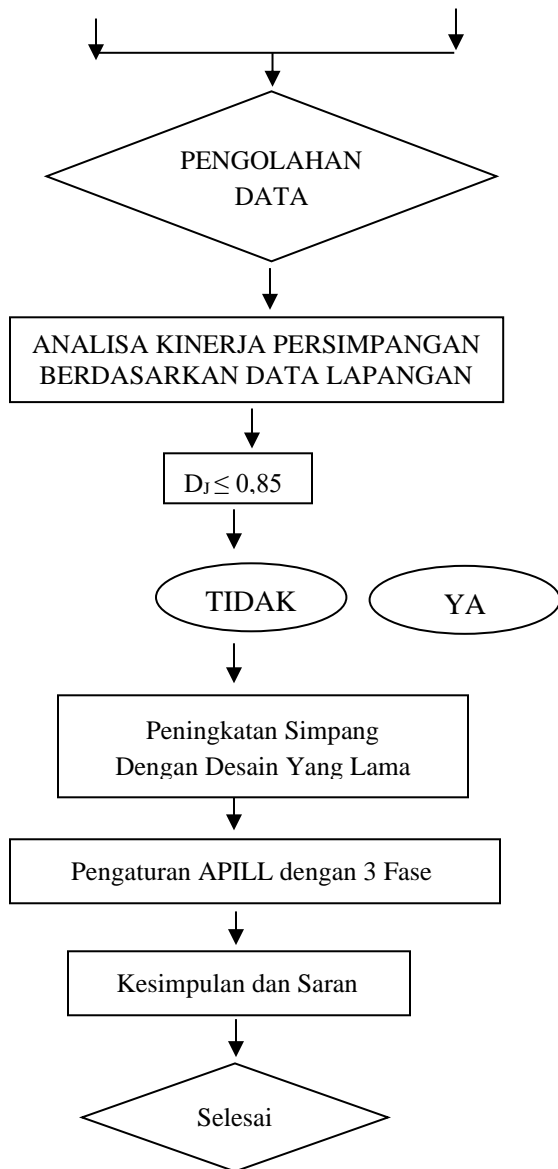 PENGOLAHAN
DATA
ANALISA KINERJA PERSIMPANGAN
BERDASARKAN DATA LAPANGAN
DJ ≤ 0,85
TIDAK
YA
Peningkatan Simpang
Dengan Desain Yang Lama
Pengaturan APILL dengan 3 Fase
Kesimpulan dan Saran
Selesai